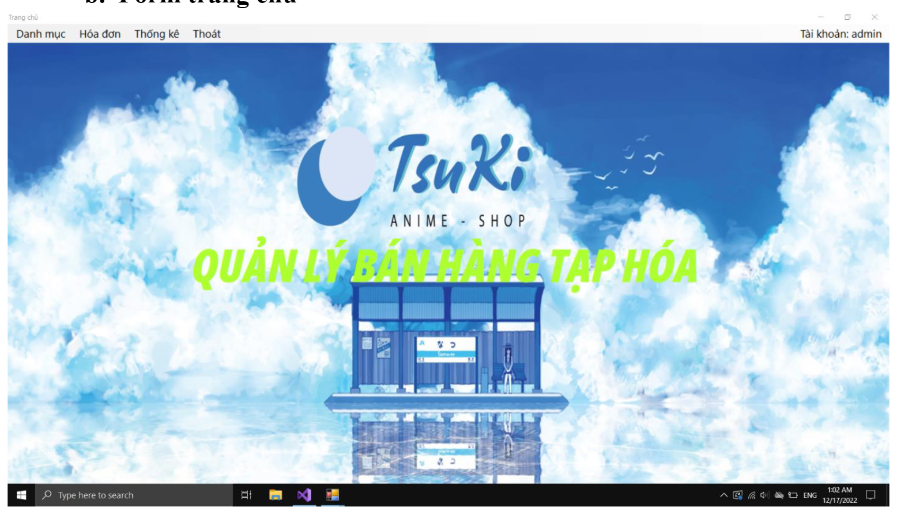 b. Form trang chủ
Trang chủ
Danh mục Hóa đơn Thống kê Thoát Tài khoản: admin
TsuKi
ANIME - SHOP
QUẢN LÝ BÁN HÀNG TẠP HÓA
Type here to search
ENG
1:02 AM
12/17/2022